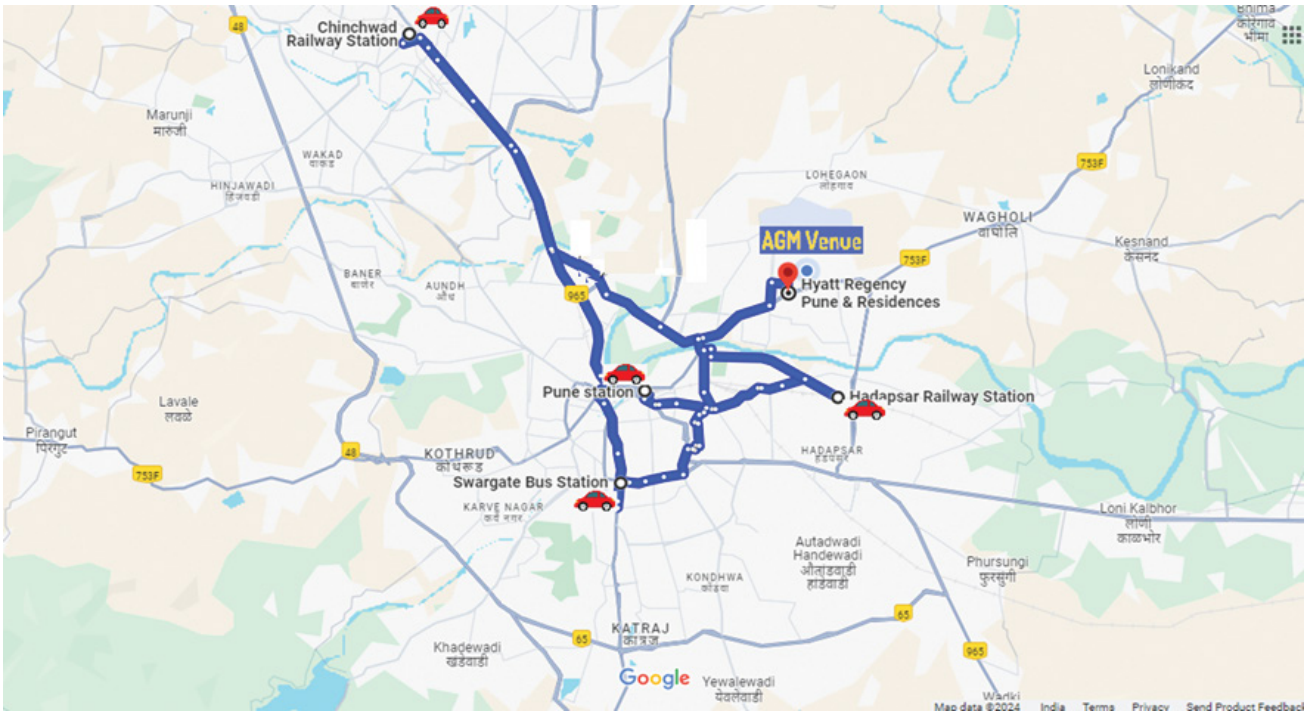 48
Chinchwad
Railway Station
Bhima
कोरेगाव
भीमा
Lonikand
लोणीकंद
Marunji
मारुंजी
WAKAD
वाकड
753F
HINJAWADI
हिंजवडी
LOHEGAON
लोहगाव
WAGHOLI
वाघोलि
AGM Venue
Kesnand
केसनंद
753F
BANER
बाणेर
AUNDH
औंध
965
Hyatt Regency
Pune & Residences
Pune station
Hadapsar Railway Station
Lavale
लवळे
Pirangut
पिरंगुट
48
KOTHRUD
कोथरूड
HADAPSAR
हडपसर
753F
Swargate Bus Station
KARVE NAGAR
कर्वे नगर
Loni Kalbhor
लोणी
काळभोर
Autadwadi
Handewadi
औताडवाडी
हांडेवाडी
Phursungi
फुरसुंगी
KONDHWA
कोंढवा
65
KATRAJ
कात्रज
65
Khadewadi
खडेवाडी
965
Google
Yewalewadi
येवलेवाडी
Wadki
Map data ©2024 India Terms Privacy Send Product Feedback